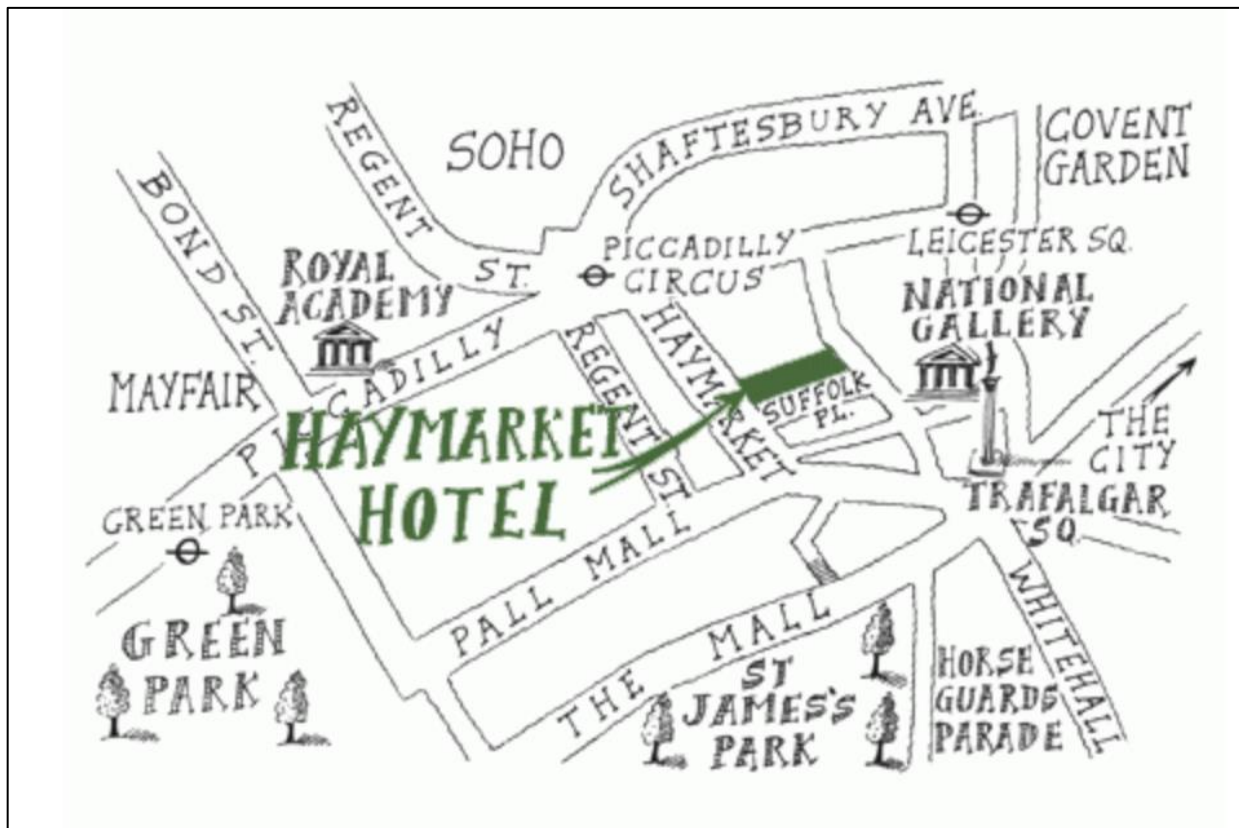 REGENT
ST.
SOHO
SHAFTESBURY AVE.
COVENT
GARDEN
BOND ST.
ROYAL
ACADEMY
PICCADILLY
CIRCUS
LEICESTER SQ.
NATIONAL
GALLERY
MAYFAIR
PICCADILLY
REGENT ST
HAYMARKET
SUFFOLK
PL.
HAYMARKET
HOTEL
THE
CITY
TRAFALGAR
SQ.
GREEN PARK
PALL MALL
WHITEHALL
GREEN
PARK
THE MALL
ST
JAMES'S
PARK
HORSE
GUARDS
PARADE